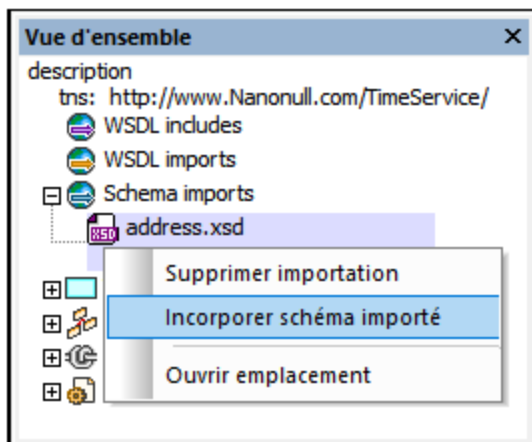 Vue d'ensemble
description
tns: http://www.Nanonull.com/TimeService/
WSDL includes
WSDL imports
Schema imports
XSD address.xsd
Supprimer importation
Incorporer schéma importé
Ouvrir emplacement